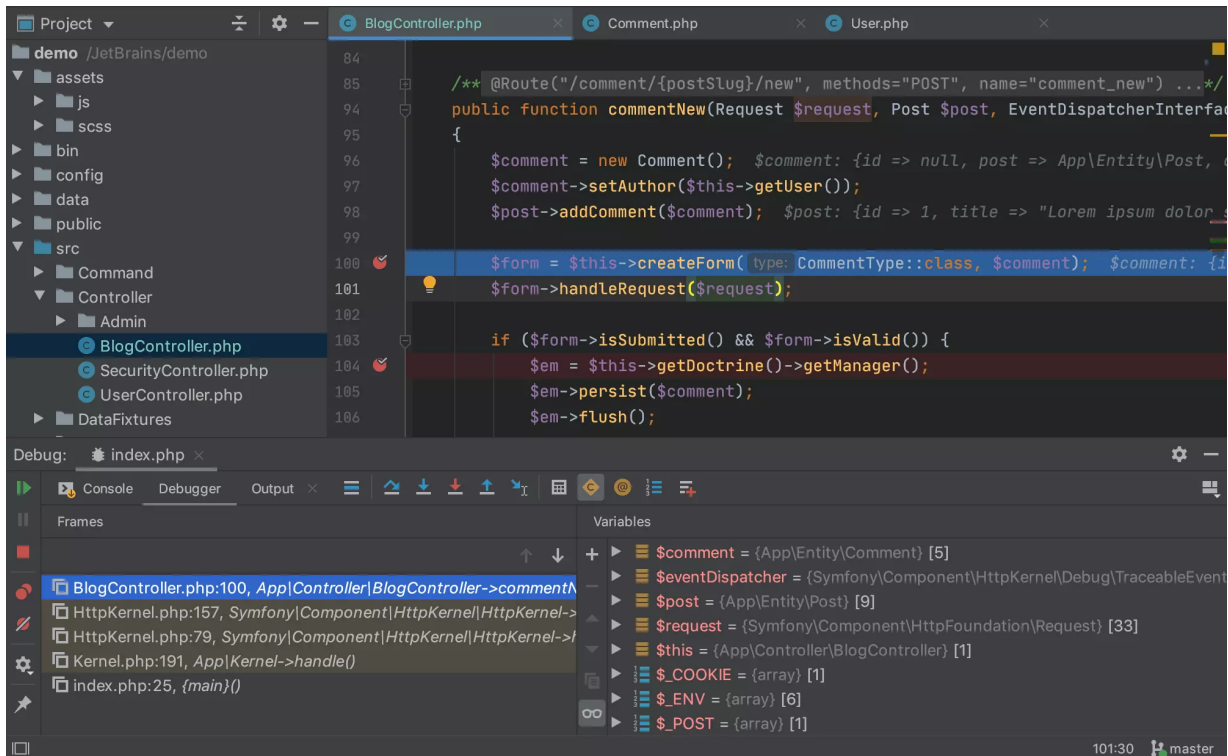 Project
BlogController.php
Comment.php
User.php
demo /JetBrains/demo
assets
js
scss
bin
config
data
public
src
Command
Controller
Admin
BlogController.php
SecurityController.php
UserController.php
DataFixtures
84
85 /** @Route("/comment/{postSlug}/new", methods="POST", name="comment_new") ...*/
94 public function commentNew(Request $request, Post $post, EventDispatcherInterfa
95 {
96 $comment = new Comment(); $comment: {id => null, post => App\Entity\Post, c
97 $comment->setAuthor($this->getUser());
98 $post->addComment($comment); $post: {id => 1, title => "Lorem ipsum dolor s
99
100 $form = $this->createForm( type: CommentType::class, $comment); $comment: {i
101 $form->handleRequest($request);
102
103 if ($form->isSubmitted() && $form->isValid()) {
104 $em = $this->getDoctrine()->getManager();
105 $em->persist($comment);
106 $em->flush();
Debug: index.php
Console Debugger Output
Frames
BlogController.php:100, App|Controller|BlogController->commentN
HttpKernel.php:157, Symfony|Component|HttpKernel|HttpKernel->
HttpKernel.php:79, Symfony|Component|HttpKernel|HttpKernel->h
Kernel.php:191, App|Kernel->handle()
index.php:25, {main}()
Variables
$comment = {App\Entity\Comment} [5]
$eventDispatcher = {Symfony\Component\HttpKernel\Debug\TraceableEvent
$post = {App\Entity\Post} [9]
$request = {Symfony\Component\HttpFoundation\Request} [33]
$this = {App\Controller\BlogController} [1]
$_COOKIE = {array} [1]
$_ENV = {array} [6]
$_POST = {array} [1]
101:30 master